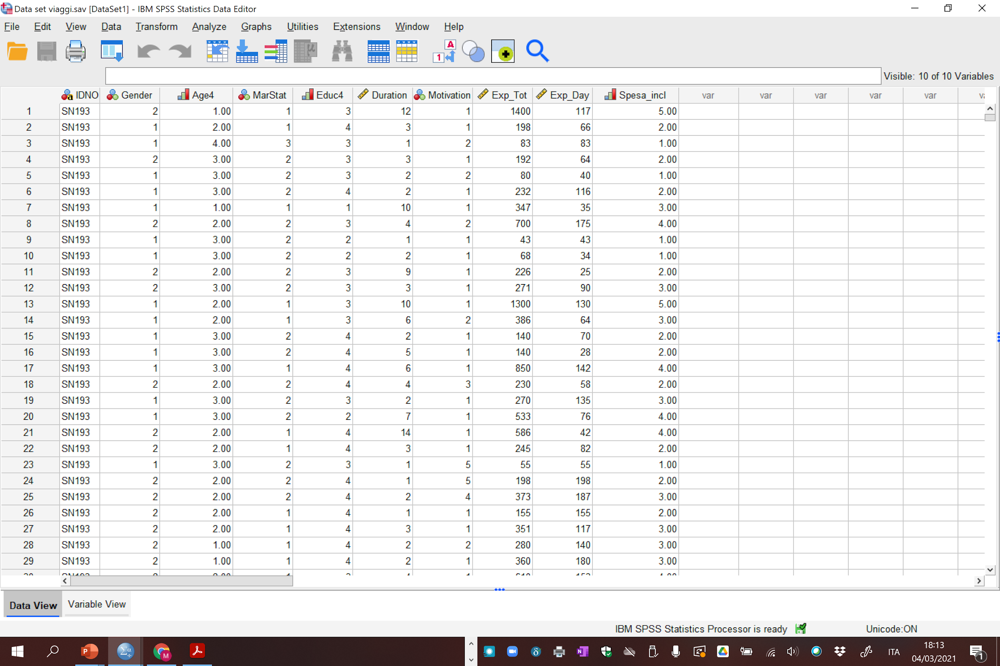 Data set viaggi.sav [DataSet1] - IBM SPSS Statistics Data Editor
File Edit View Data Transform Analyze Graphs Utilities Extensions Window Help
Visible: 10 of 10 Variables
IDNO Gender Age4 MarStat Educ4 Duration Motivation Exp_Tot Exp_Day Spesa_incl var var var var var
1 SN193 2 1.00 1 3 12 1 1400 117 5.00
2 SN193 1 2.00 1 4 3 1 198 66 2.00
3 SN193 1 4.00 3 3 1 2 83 83 1.00
4 SN193 2 3.00 2 3 3 1 192 64 2.00
5 SN193 1 3.00 2 3 2 2 80 40 1.00
6 SN193 1 3.00 2 4 2 1 232 116 2.00
7 SN193 1 1.00 1 1 10 1 347 35 3.00
8 SN193 2 2.00 2 3 4 2 700 175 4.00
9 SN193 1 3.00 2 2 1 1 43 43 1.00
10 SN193 1 3.00 2 2 2 1 68 34 1.00
11 SN193 2 2.00 2 3 9 1 226 25 2.00
12 SN193 2 3.00 2 3 3 1 271 90 3.00
13 SN193 1 2.00 1 3 10 1 1300 130 5.00
14 SN193 1 2.00 1 3 6 2 386 64 3.00
15 SN193 1 3.00 2 4 2 1 140 70 2.00
16 SN193 1 3.00 2 4 5 1 140 28 2.00
17 SN193 1 3.00 1 4 6 1 850 142 4.00
18 SN193 2 2.00 2 4 4 3 230 58 2.00
19 SN193 1 3.00 2 3 2 1 270 135 3.00
20 SN193 1 3.00 2 2 7 1 533 76 4.00
21 SN193 2 2.00 1 4 14 1 586 42 4.00
22 SN193 2 2.00 1 4 3 1 245 82 2.00
23 SN193 1 3.00 2 3 1 5 55 55 1.00
24 SN193 2 2.00 2 4 1 5 198 198 2.00
25 SN193 2 2.00 2 4 2 4 373 187 3.00
26 SN193 2 2.00 1 4 1 1 155 155 2.00
27 SN193 2 2.00 1 4 3 1 351 117 3.00
28 SN193 2 1.00 1 4 2 2 280 140 3.00
29 SN193 2 1.00 1 4 2 1 360 180 3.00
Data View Variable View
IBM SPSS Statistics Processor is ready Unicode:ON
ITA
18:13
04/03/2021
1